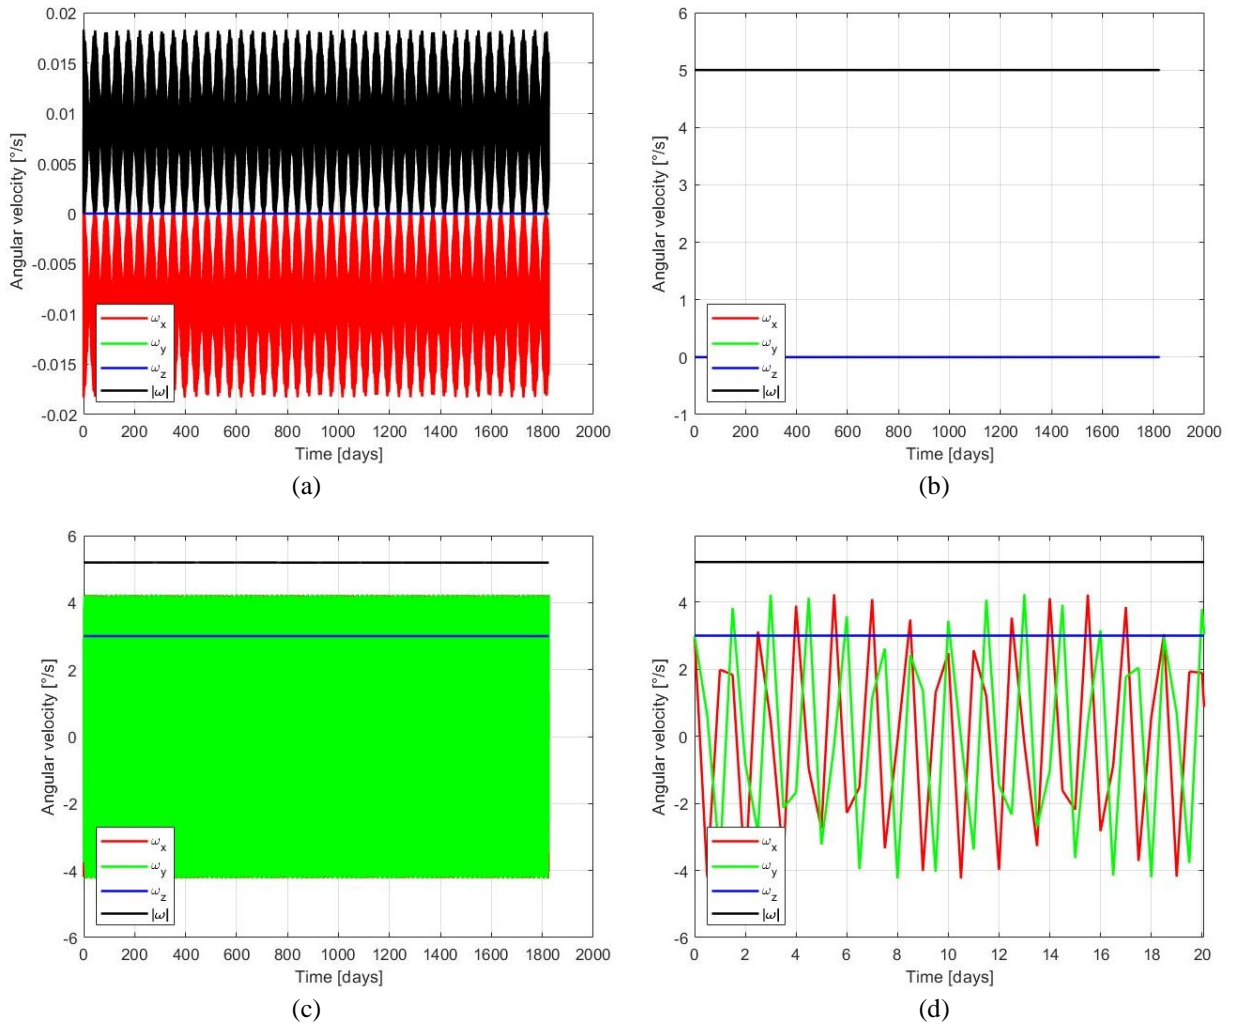 (a)
0.02
0.015
0.01
0.005
0
-0.005
-0.01
-0.015
-0.02
Angular velocity [°/s]
ωx
ωy
ωz
|ω|
0 200 400 600 800 1000 1200 1400 1600 1800 2000
Time [days]
6
5
4
3
2
1
0
-1
Angular velocity [°/s]
ωx
ωy
ωz
|ω|
0 200 400 600 800 1000 1200 1400 1600 1800 2000
Time [days]
(b)
6
4
2
0
-2
-4
-6
Angular velocity [°/s]
ωx
ωy
ωz
|ω|
0 200 400 600 800 1000 1200 1400 1600 1800 2000
Time [days]
(c)
4
2
0
-2
-4
-6
Angular velocity [°/s]
ωx
ωy
ωz
|ω|
0 2 4 6 8 10 12 14 16 18 20
Time [days]
(d)